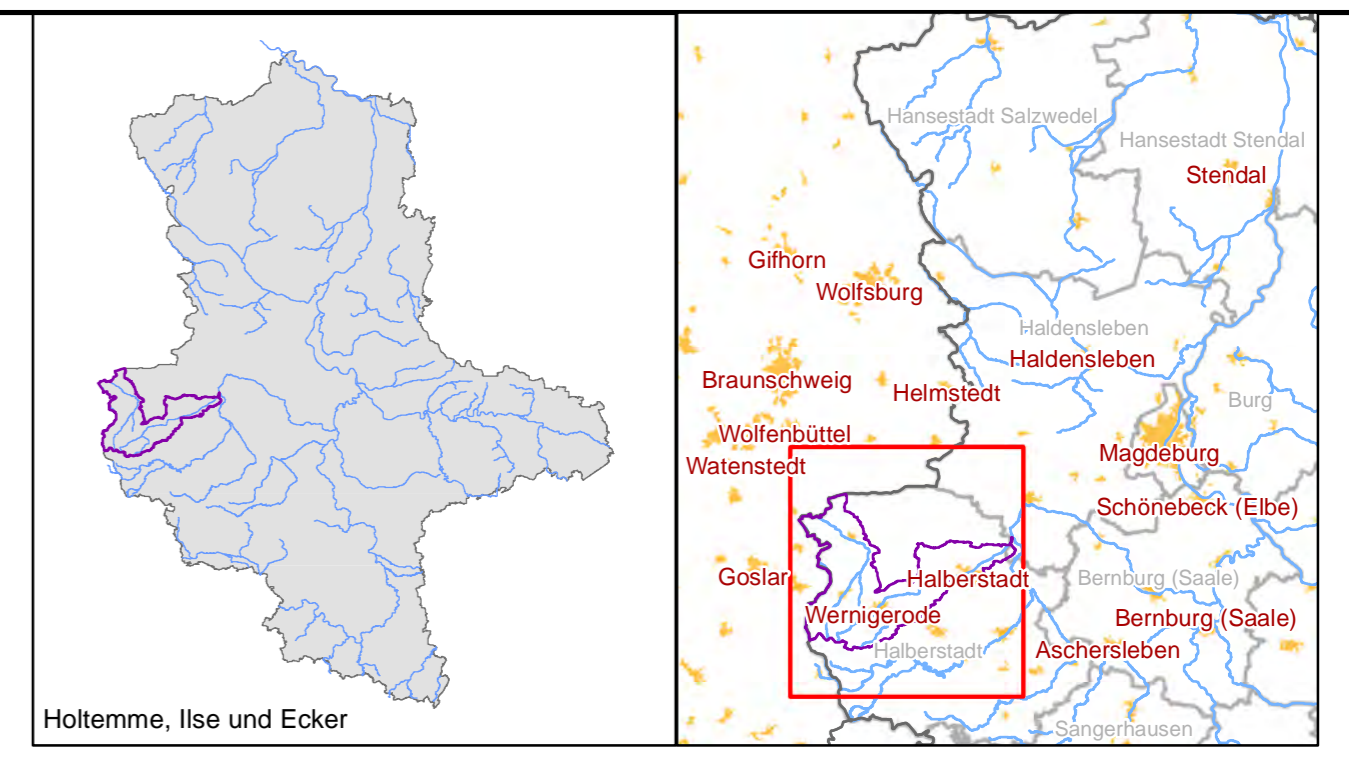 Holtemme, Ilse und Ecker
Hansestadt Salzwedel
Hansestadt Stendal
Stendal
Gifhorn
Wolfsburg
Haldensleben
Haldensleben
Braunschweig
Helmstedt
Burg
Wolfenbüttel
Magdeburg
Watenstedt
Schönebeck (Elbe)
Goslar
Halberstadt
Bernburg (Saale)
Wernigerode
Bernburg (Saale)
Halberstadt
Aschersleben
Sangerhausen